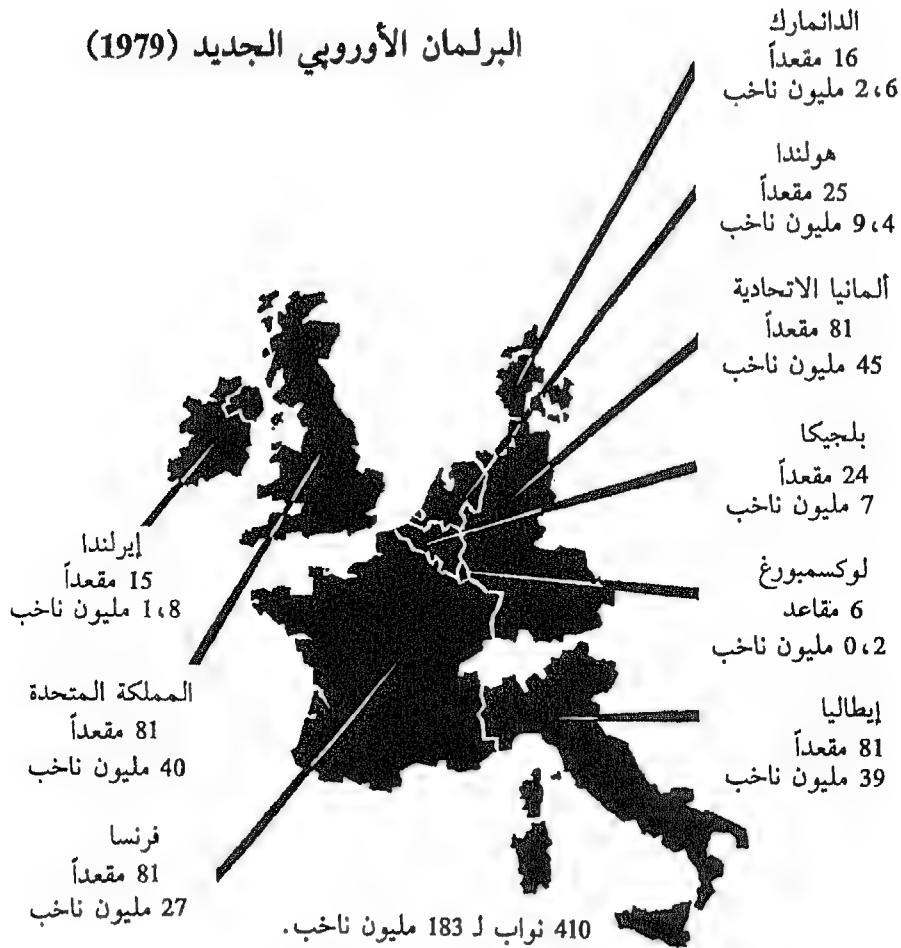 البرلمان الأوروبي الجديد (1979)
الدانمارك
16 مقعداً
2،6 مليون ناخب
هولندا
25 مقعداً
9،4 مليون ناخب
ألمانيا الاتحادية
81 مقعداً
45 مليون ناخب
بلجيكا
24 مقعداً
7 مليون ناخب
لوكسمبورغ
6 مقاعد
0،2 مليون ناخب
إيطاليا
81 مقعداً
39 مليون ناخب
إيرلندا
15 مقعداً
1،8 مليون ناخب
المملكة المتحدة
81 مقعداً
40 مليون ناخب
فرنسا
81 مقعداً
27 مليون ناخب
410 نواب لـ 183 مليون ناخب.